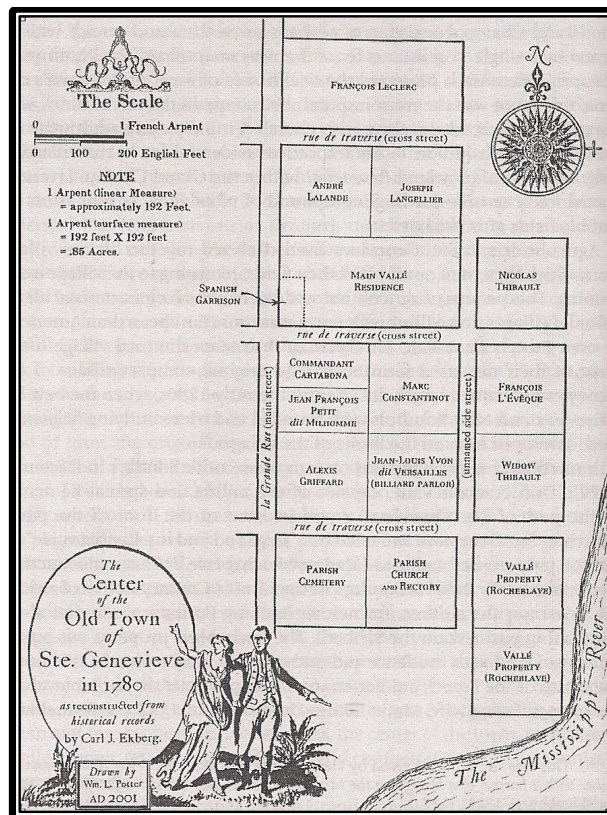 The Scale
0 1 French Arpent
0 100 200 English Feet
NOTE
1 Arpent (linear Measure)
= approximately 192 Feet.
1 Arpent (surface measure)
= 192 feet X 192 feet
= .85 Acres.
N
FRANÇOIS LECLERC
rue de traverse (cross street)
ANDRÉ
LALANDE
JOSEPH
LANGELLIER
SPANISH
GARRISON
MAIN VALLÉ
RESIDENCE
NICOLAS
THIBAULT
rue de traverse (cross street)
la Grande Rue (main street)
COMMANDANT
CARTABONA
JEAN FRANÇOIS
PETIT
dit MILHOMME
ALEXIS
GRIFFARD
MARC
CONSTANTINOT
JEAN-LOUIS YVON
dit VERSAILLES
(BILLIARD PARLOR)
(unnamed side street)
FRANÇOIS
L'ÉVÊQUE
WIDOW
THIBAULT
rue de traverse (cross street)
PARISH
CEMETERY
PARISH
CHURCH
AND RECTORY
VALLÉ
PROPERTY
(ROCHEBLAVE)
VALLÉ
PROPERTY
(ROCHEBLAVE)
The Mississippi River
The
Center
of the
Old Town
of
Ste. Genevieve
in 1780
as reconstructed from
historical records
by Carl J. Ekberg.
Drawn by
Wm. L. Potter
AD 2001